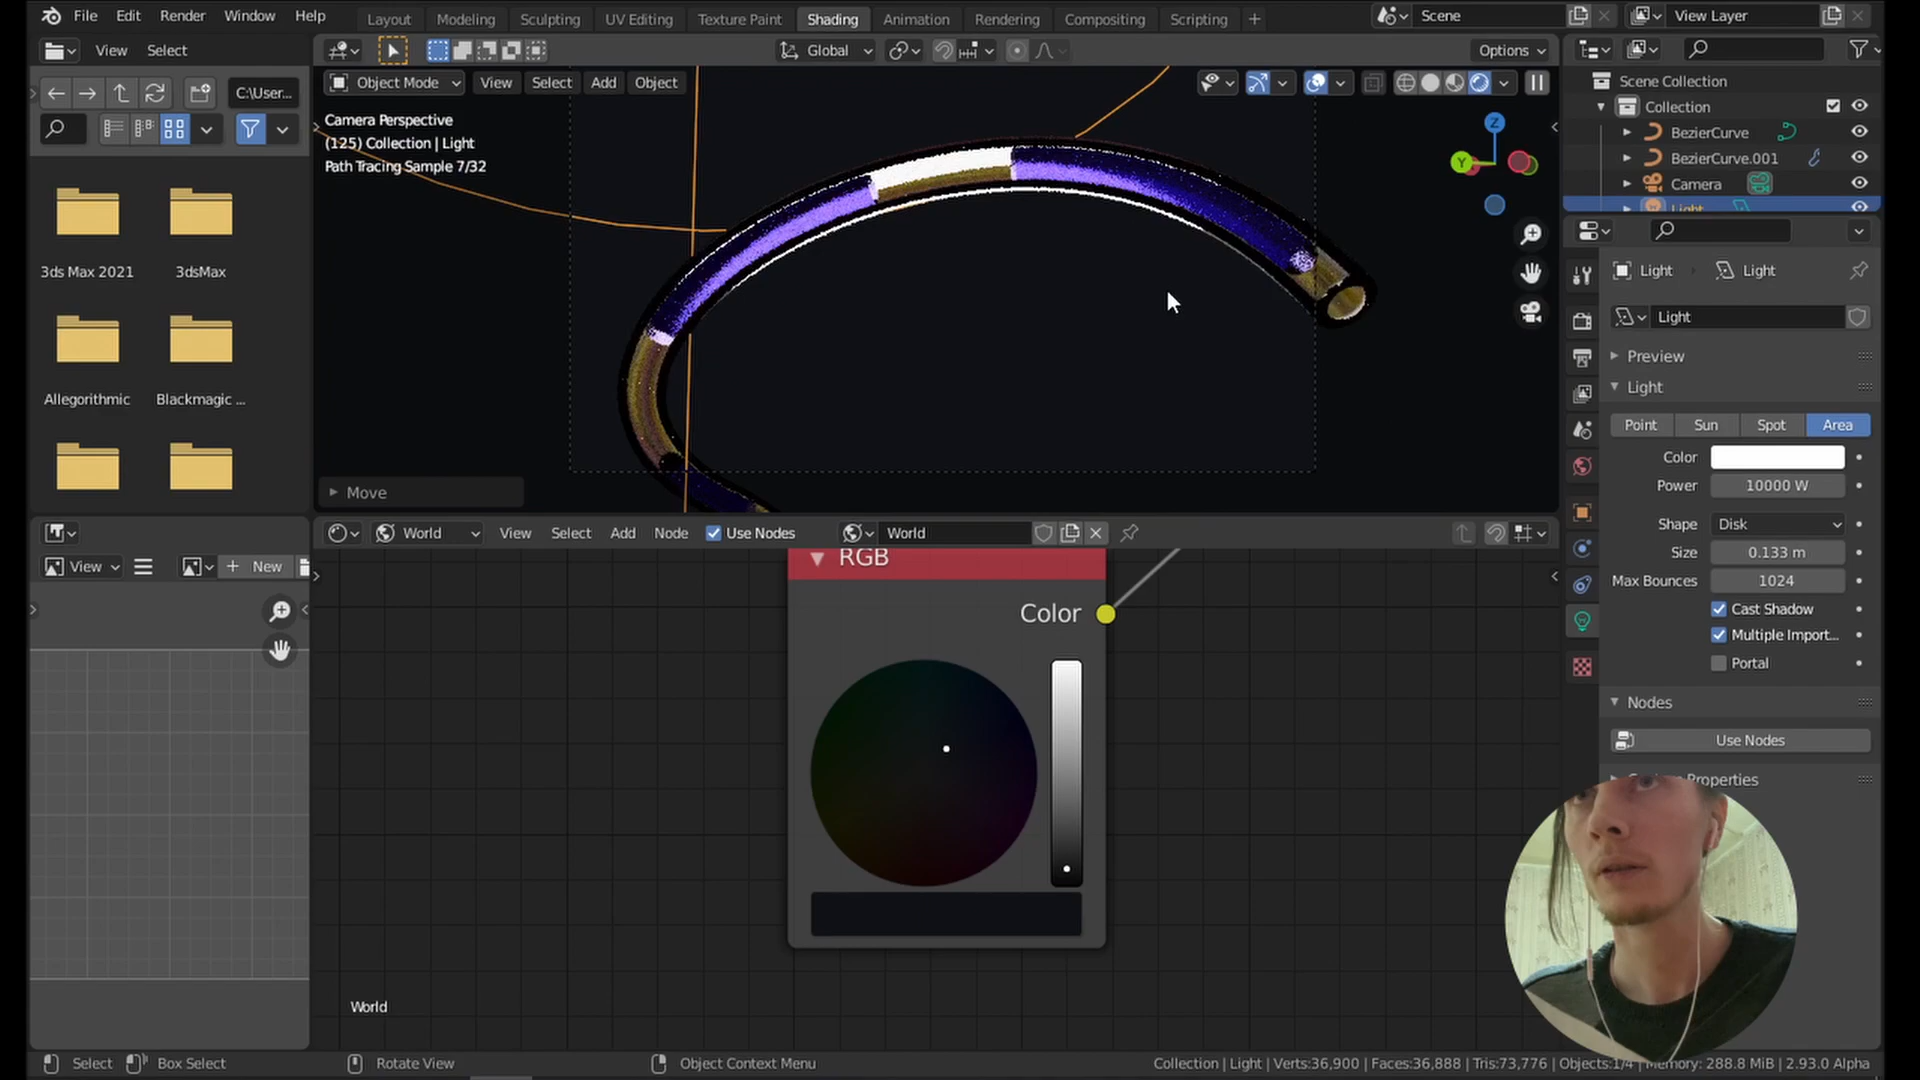 File Edit Render Window Help Layout Modeling Sculpting UV Editing Texture Paint Shading Animation Rendering Compositing Scripting + Scene View Layer
View Select Global Options
C:\User...
Object Mode View Select Add Object
Camera Perspective
(125) Collection | Light
Path Tracing Sample 7/32
3ds Max 2021 3dsMax
Allegorithmic Blackmagic ...
Move
Z
Y
Scene Collection
Collection
BezierCurve
BezierCurve.001
Camera
Light
Light Light
Light
Preview
Light
Point Sun Spot Area
Color
Power 10000 W
Shape Disk
Size 0.133 m
Max Bounces 1024
Cast Shadow
Multiple Import...
Portal
Nodes
Use Nodes
Properties
View + New
World View Select Add Node Use Nodes World
RGB
Color
World
Select Box Select Rotate View Object Context Menu Collection | Light | Verts:36,900 | Faces:36,888 | Tris:73,776 | Objects:1/4 | Memory: 288.8 MiB | 2.93.0 Alpha